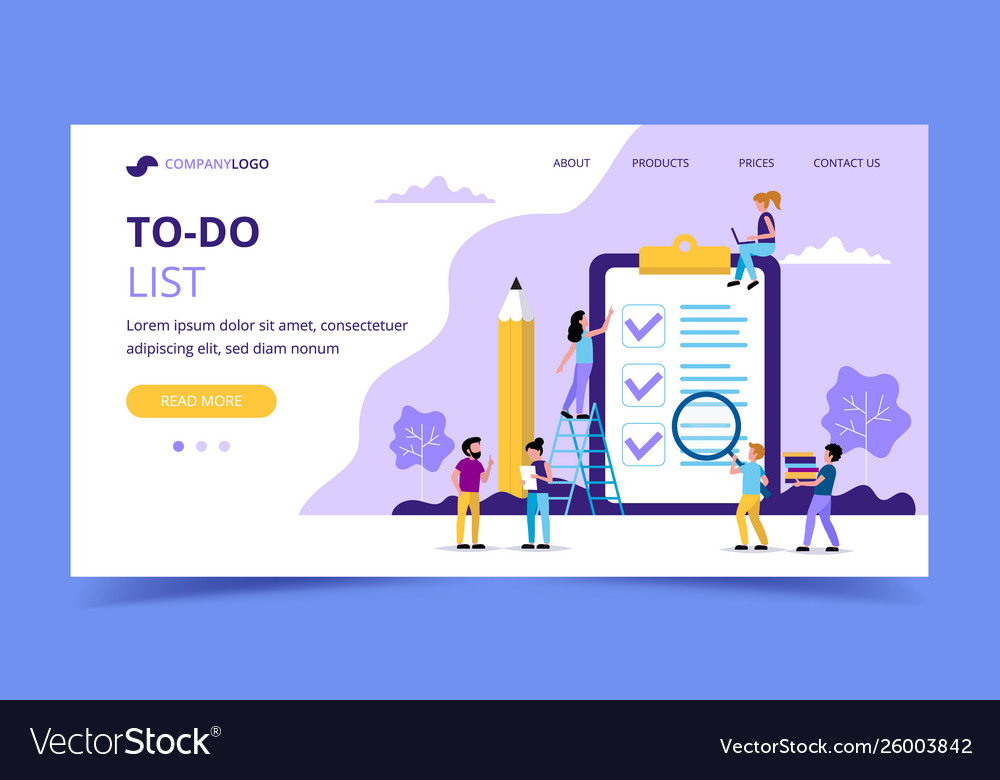 COMPANYLOGO
ABOUT PRODUCTS PRICES CONTACT US
TO-DO
LIST
Lorem ipsum dolor sit amet, consectetuer
adipiscing elit, sed diam nonum
READ MORE
VectorStock®
VectorStock.com/26003842